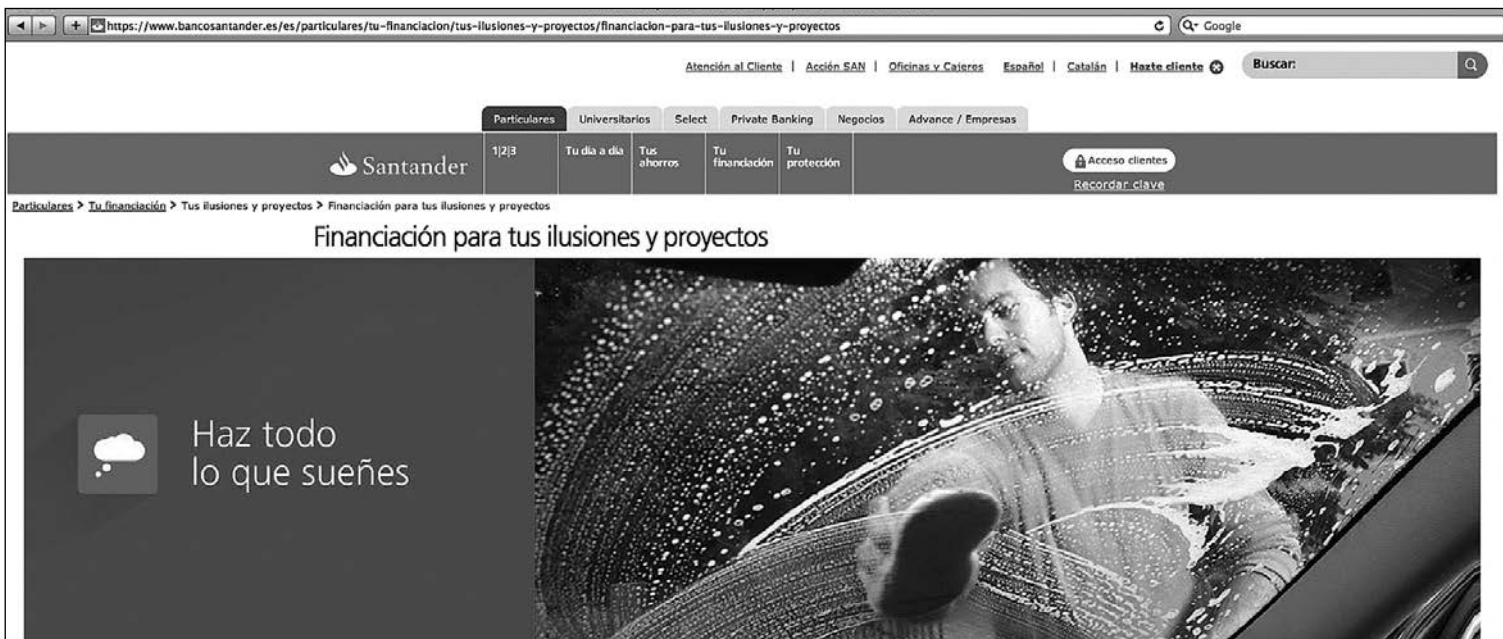 https://www.bancosantander.es/es/particulares/tu-financiacion/tus-ilusiones-y-proyectos/financiacion-para-tus-ilusiones-y-proyectos
Google
Atención al Cliente | Acción SAN | Oficinas y Cajeros Español | Catalán | Hazte cliente
Buscar:
Particulares Universitarios Select Private Banking Negocios Advance / Empresas
Santander
1|2|3
Tu día a día
Tus
ahorros
Tu
financiación
Tu
protección
Acceso clientes
Recordar clave
Particulares > Tu financiación > Tus ilusiones y proyectos > Financiación para tus ilusiones y proyectos
Financiación para tus ilusiones y proyectos
Haz todo
lo que sueñes